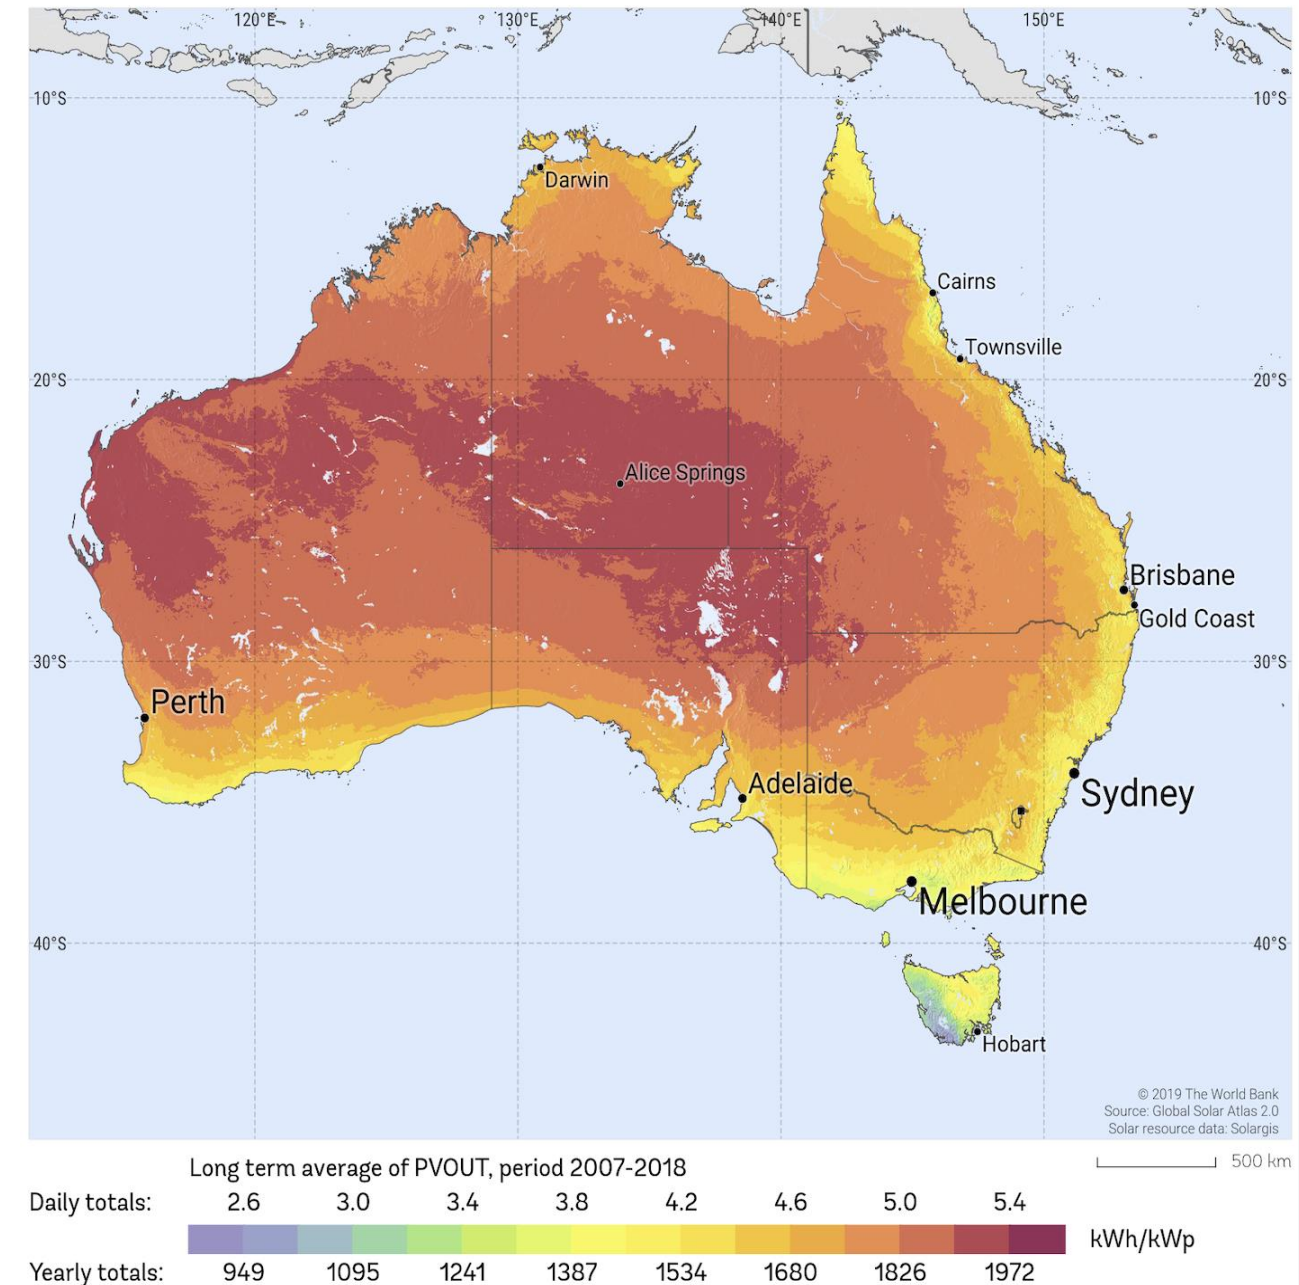 120°E 130°E 140°E 150°E
10°S 10°S
Darwin
Cairns
Townsville
20°S 20°S
Alice Springs
Brisbane
Gold Coast
30°S 30°S
Perth
Adelaide
Sydney
Melbourne
40°S 40°S
Hobart
© 2019 The World Bank
Source: Global Solar Atlas 2.0
Solar resource data: Solargis
Long term average of PVOUT, period 2007-2018
500 km
Daily totals: 2.6 3.0 3.4 3.8 4.2 4.6 5.0 5.4
kWh/kWp
Yearly totals: 949 1095 1241 1387 1534 1680 1826 1972